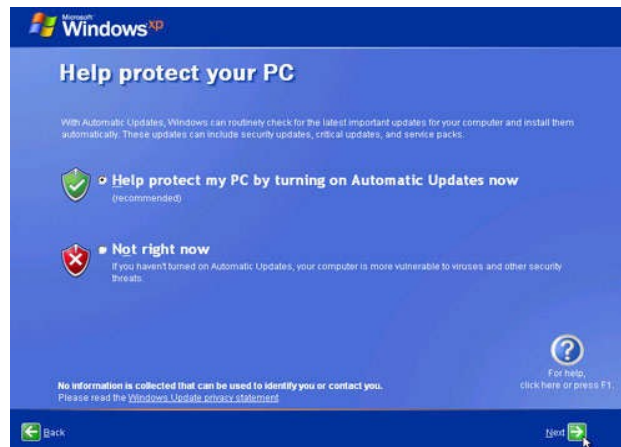 Microsoft
Windows xp
Help protect your PC
With Automatic Updates, Windows can routinely check for the latest important updates for your computer and install them
automatically. These updates can include security updates, critical updates, and service packs.
Help protect my PC by turning on Automatic Updates now
(recommended)
Not right now
If you haven't turned on Automatic Updates, your computer is more vulnerable to viruses and other security
threats.
For help,
click here or press F1.
No information is collected that can be used to identify you or contact you.
Please read the Windows Update privacy statement
Back
Next